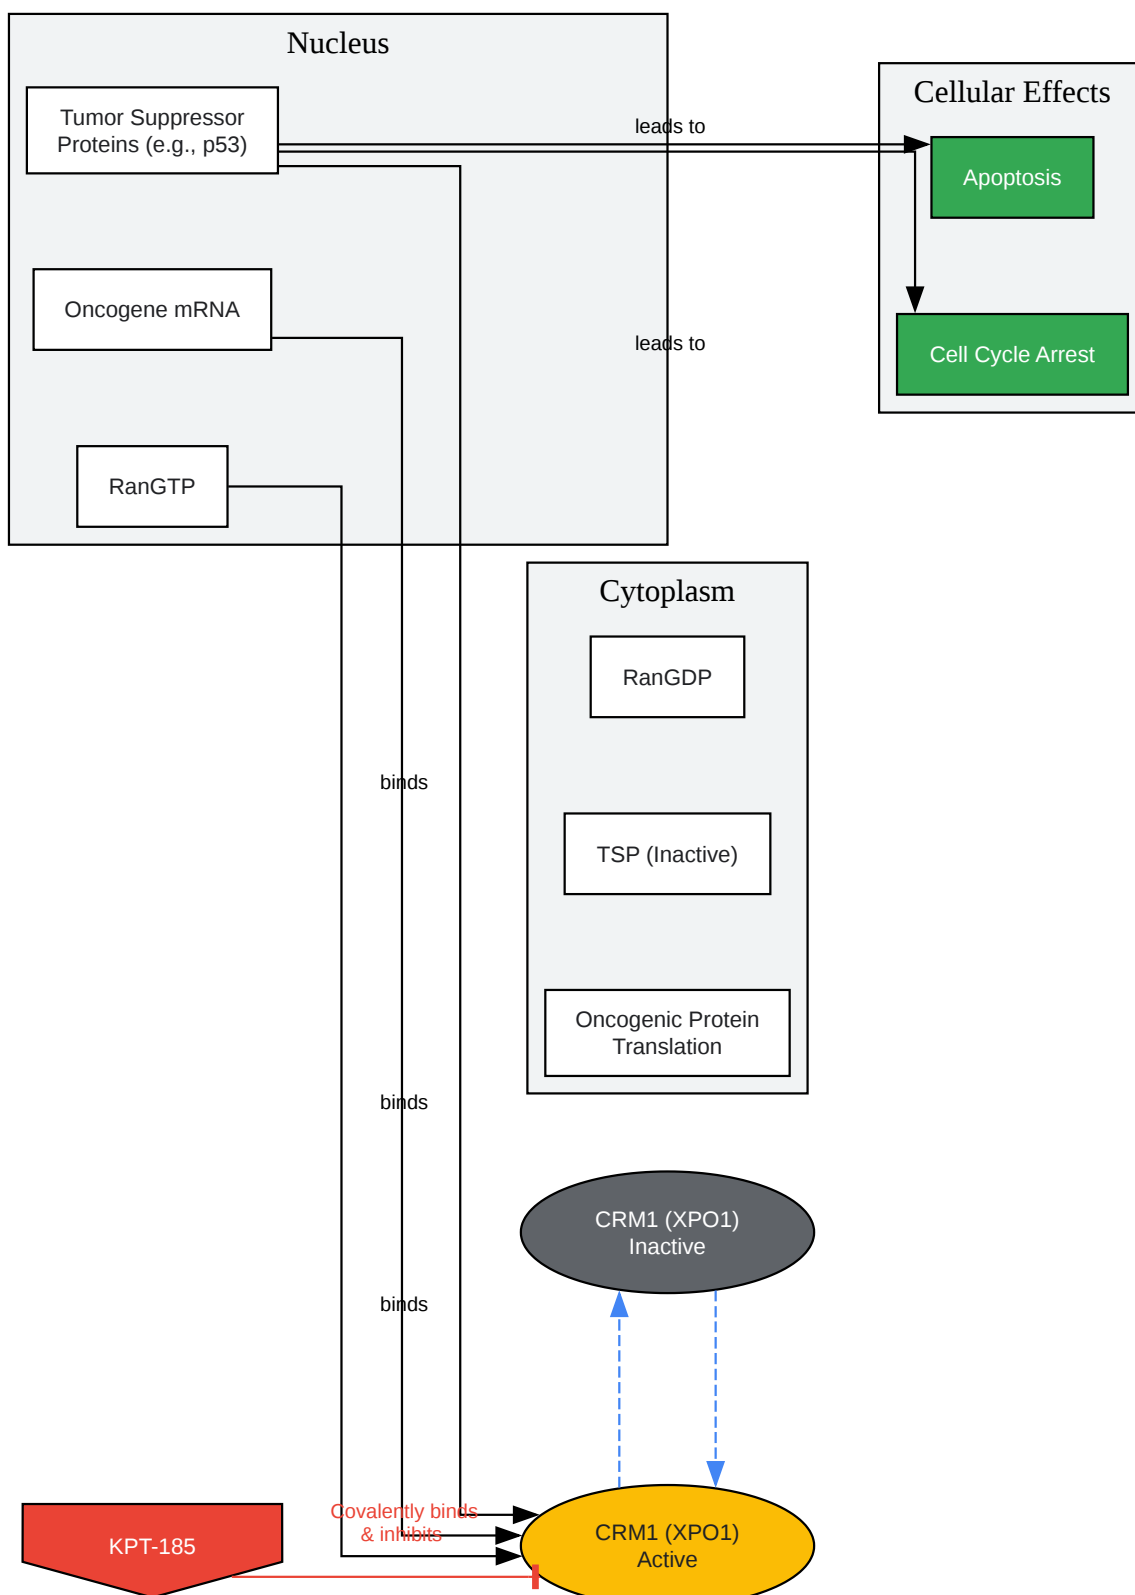 Nucleus
Tumor Suppressor
Proteins (e.g., p53)
leads to
Cellular Effects
Apoptosis
Oncogene mRNA
leads to
Cell Cycle Arrest
RanGTP
Cytoplasm
RanGDP
binds
TSP (Inactive)
Oncogenic Protein
Translation
binds
CRM1 (XPO1)
Inactive
binds
Covalently binds
& inhibits
CRM1 (XPO1)
Active
KPT-185